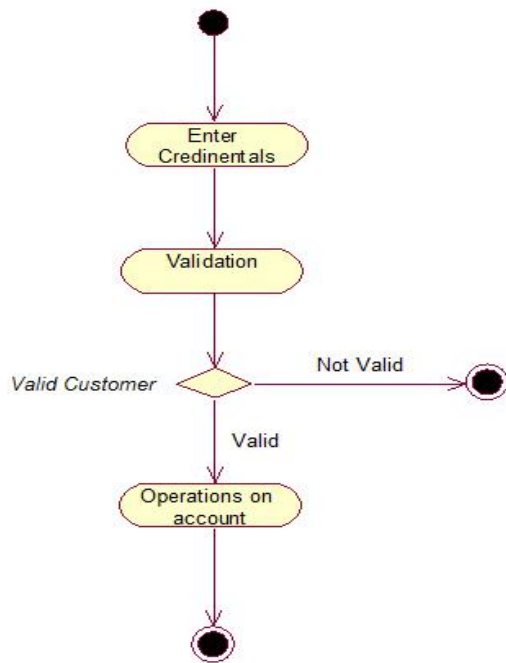 Enter
Credinentals
Validation
Valid Customer
Not Valid
Valid
Operations on
account